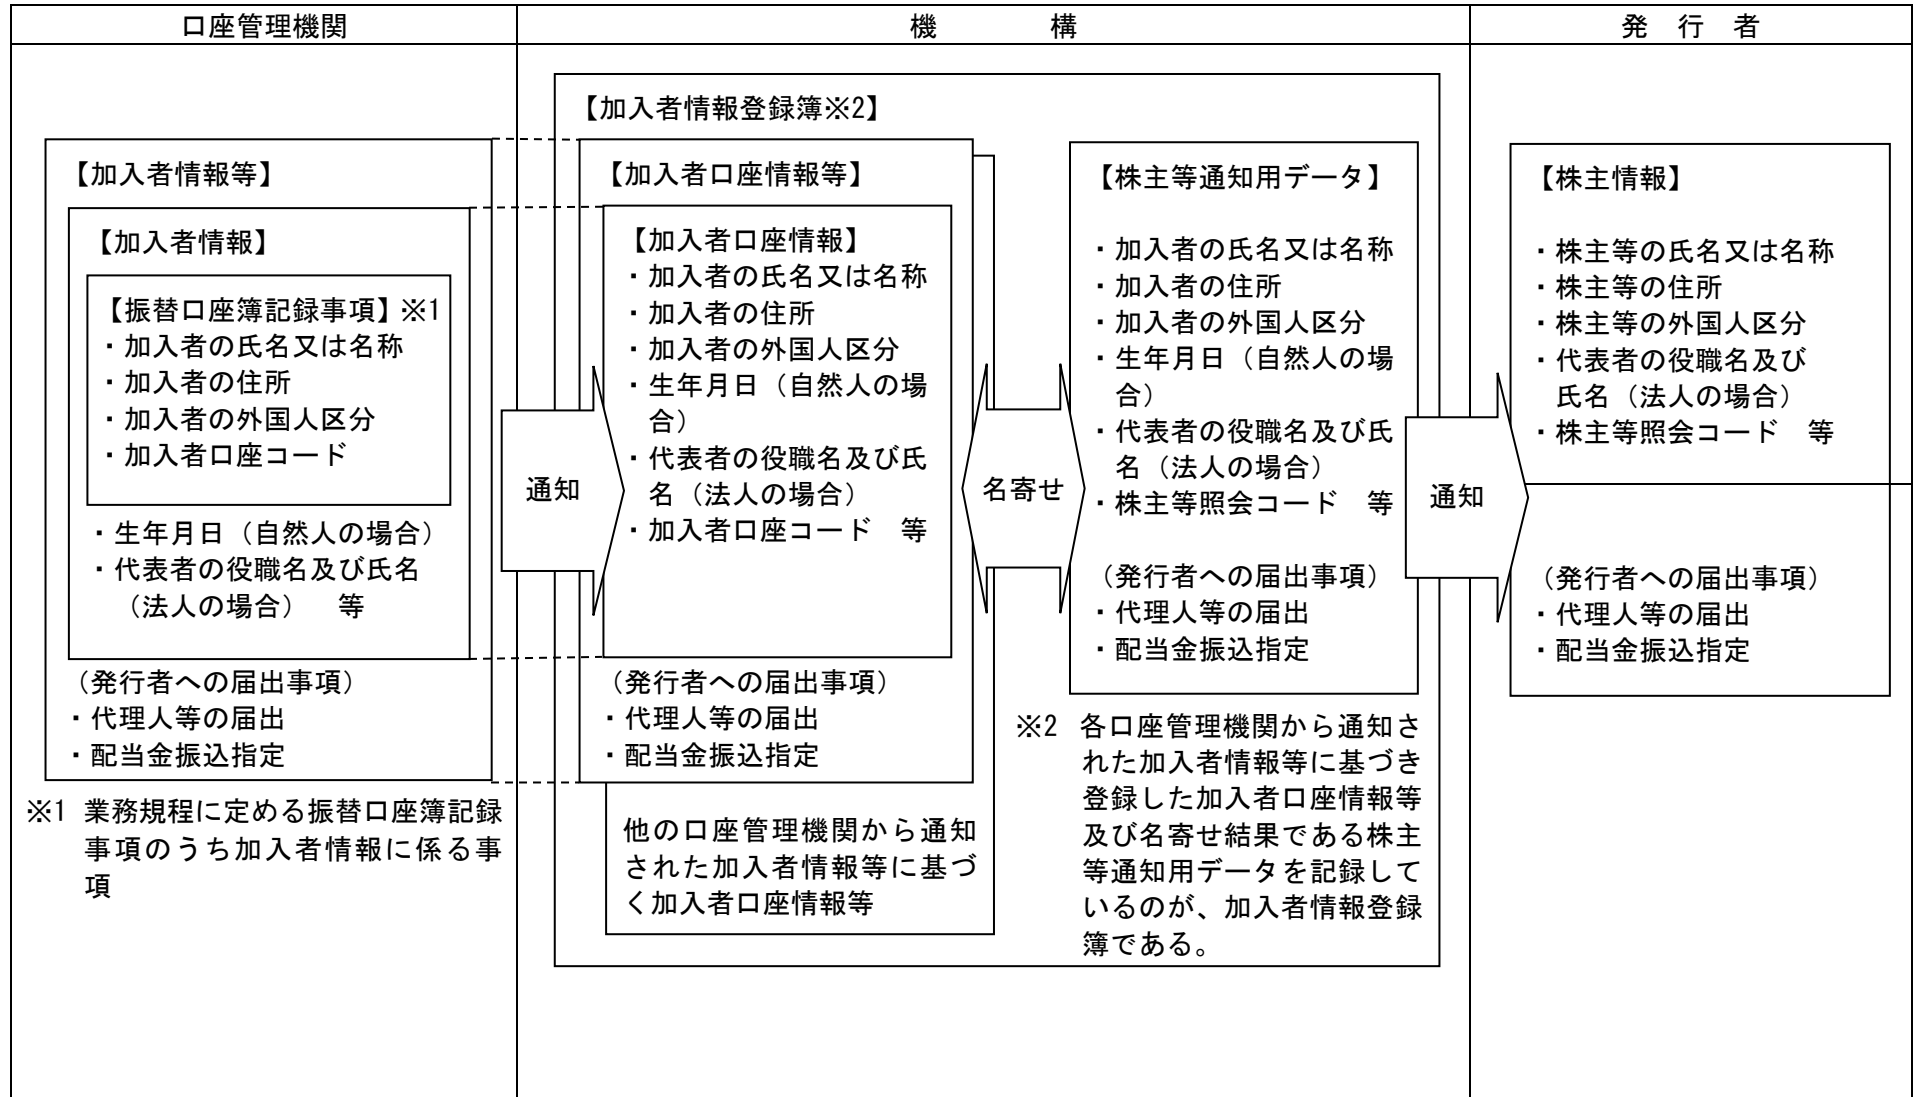 口座管理機関
機　　　　構
発　行　者
【加入者情報等】
【加入者情報】
【振替口座簿記録事項】※1
・加入者の氏名又は名称
・加入者の住所
・加入者の外国人区分
・加入者口座コード
・生年月日（自然人の場合）
・代表者の役職名及び氏名
（法人の場合）　等
（発行者への届出事項）
・代理人等の届出
・配当金振込指定
※1 業務規程に定める振替口座簿記録
事項のうち加入者情報に係る事
項
通知
【加入者情報登録簿※2】
【加入者口座情報等】
【加入者口座情報】
・加入者の氏名又は名称
・加入者の住所
・加入者の外国人区分
・生年月日（自然人の場
合）
・代表者の役職名及び氏
名（法人の場合）
・加入者口座コード　等
（発行者への届出事項）
・代理人等の届出
・配当金振込指定
他の口座管理機関から通知
された加入者情報等に基づ
く加入者口座情報等
名寄せ
【株主等通知用データ】
・加入者の氏名又は名称
・加入者の住所
・加入者の外国人区分
・生年月日（自然人の場
合）
・代表者の役職名及び氏
名（法人の場合）
・株主等照会コード　等
（発行者への届出事項）
・代理人等の届出
・配当金振込指定
※2 各口座管理機関から通知さ
れた加入者情報等に基づき
登録した加入者口座情報等
及び名寄せ結果である株主
等通知用データを記録して
いるのが、加入者情報登録
簿である。
通知
【株主情報】
・株主等の氏名又は名称
・株主等の住所
・株主等の外国人区分
・代表者の役職名及び
氏名（法人の場合）
・株主等照会コード　等
（発行者への届出事項）
・代理人等の届出
・配当金振込指定